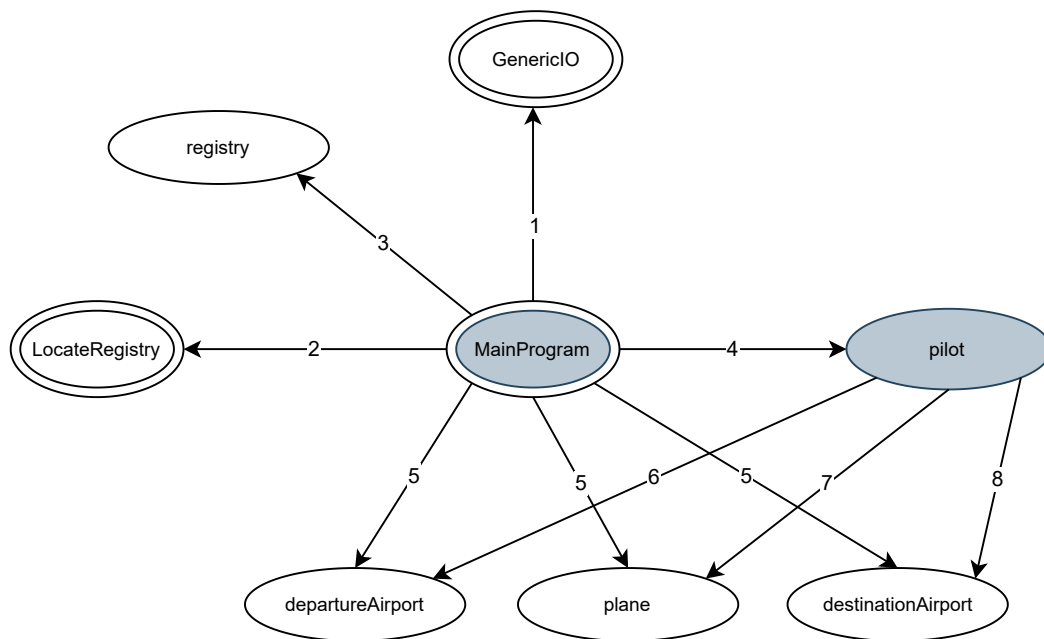 GenericIO
registry
1
3
LocateRegistry
2
MainProgram
4
pilot
5
5
6
5
7
8
departureAirport
plane
destinationAirport